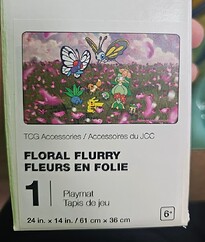 TCG Accessories / Accessoires du JCC
FLORAL FLURRY
FLEURS EN FOLIE
1
Playmat
Tapis de jeu
24 in. x 14 in. / 61 cm x 36 cm
6+